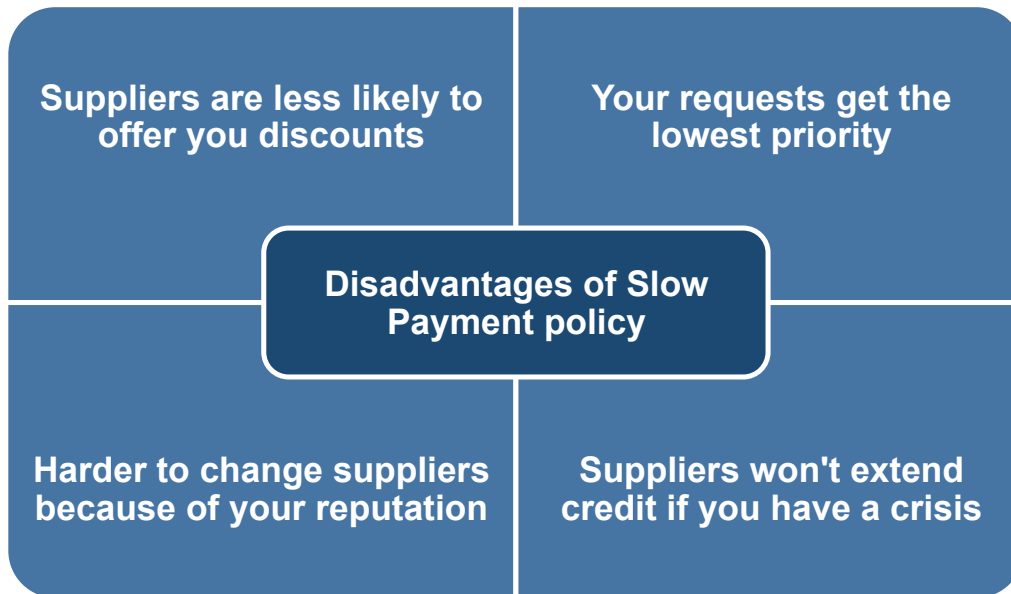 Suppliers are less likely to
offer you discounts
Your requests get the
lowest priority
Disadvantages of Slow
Payment policy
Harder to change suppliers
because of your reputation
Suppliers won't extend
credit if you have a crisis